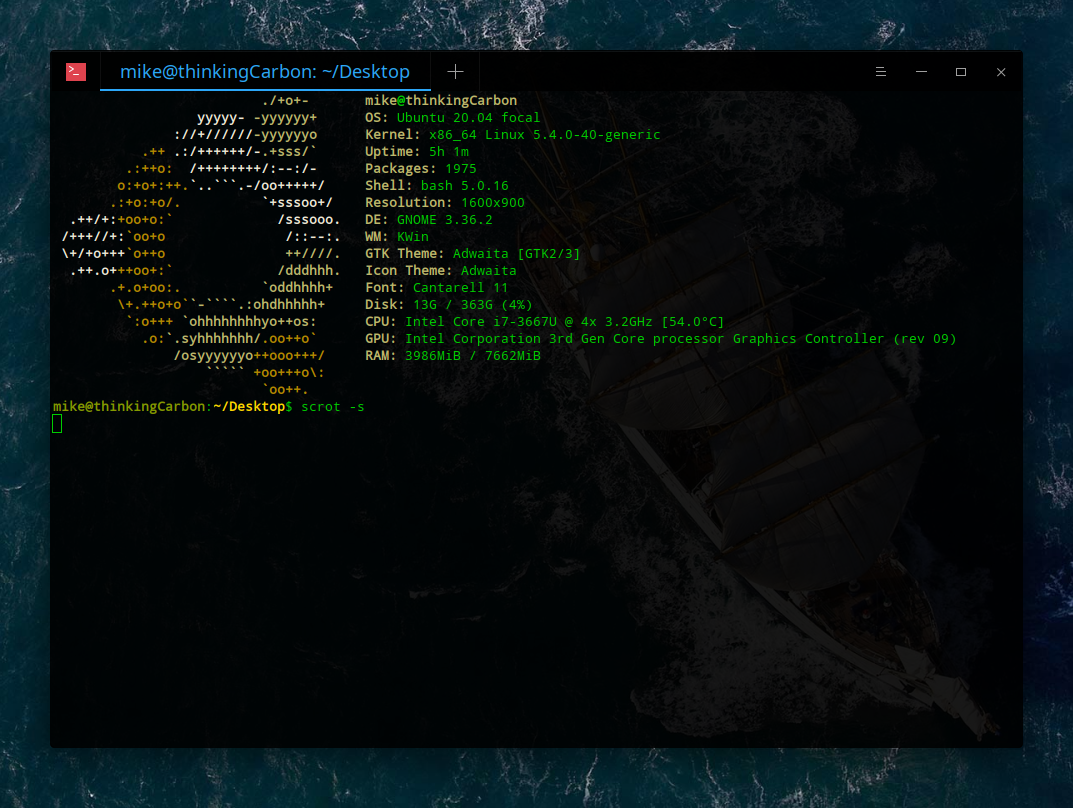 mike@thinkingCarbon: ~/Desktop
./+o+-       mike@thinkingCarbon
yyyyy- -yyyyyy+      OS: Ubuntu 20.04 focal
://+//////-yyyyyyo      Kernel: x86_64 Linux 5.4.0-40-generic
.++ .:/++++++/-.+sss/`      Uptime: 5h 1m
.:++o:  /++++++++/:--:/-      Packages: 1975
o:+o+:++.`..```.-/oo+++++/     Shell: bash 5.0.16
.:+o:+o/.          `+sssoo+/    Resolution: 1600x900
.++/+:+oo+o:`             /sssooo.   DE: GNOME 3.36.2
/+++//+:`oo+o               /::--:.   WM: KWin
\+/+o+++`o++o               ++////.   GTK Theme: Adwaita [GTK2/3]
.++.o+++oo+:`             /dddhhh.   Icon Theme: Adwaita
.+.o+oo:.          `oddhhhh+    Font: Cantarell 11
\+.++o+o``-````.:ohdhhhhh+     Disk: 13G / 363G (4%)
`:o+++ `ohhhhhhhhyo++os:      CPU: Intel Core i7-3667U @ 4x 3.2GHz [54.0°C]
.o:`.syhhhhhhh/.oo++o`      GPU: Intel Corporation 3rd Gen Core processor Graphics Controller (rev 09)
/osyyyyyyo++ooo+++/     RAM: 3986MiB / 7662MiB
````` +oo+++o\:
`oo++.
mike@thinkingCarbon:~/Desktop$ scrot -s